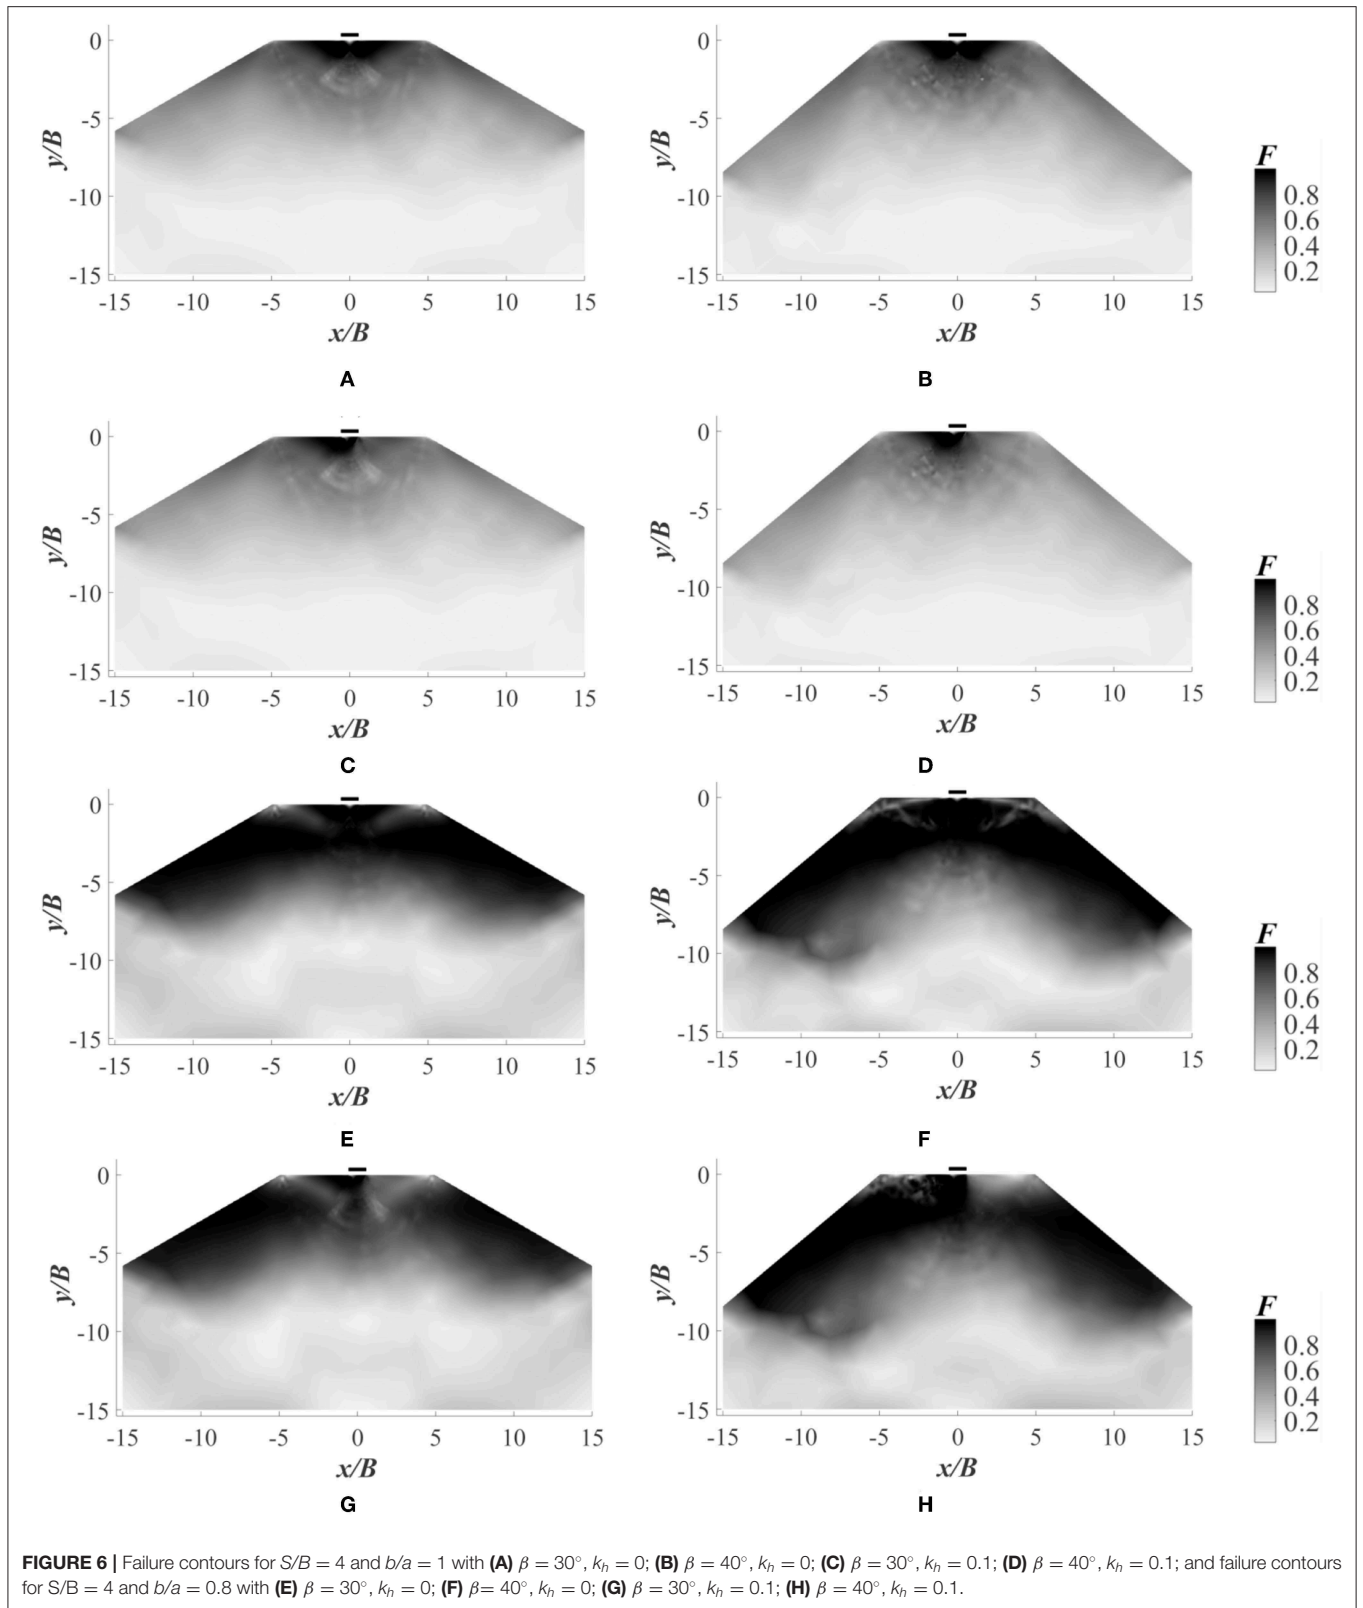 0
-5
-10
-15
y/B
-15 -10 -5 0 5 10 15
x/B
A
0
-5
-10
-15
y/B
-15 -10 -5 0 5 10 15
x/B
B
F
0.8
0.6
0.4
0.2
0
-5
-10
-15
y/B
-15 -10 -5 0 5 10 15
x/B
C
0
-5
-10
-15
y/B
-15 -10 -5 0 5 10 15
x/B
D
F
0.8
0.6
0.4
0.2
0
-5
-10
-15
y/B
-15 -10 -5 0 5 10 15
x/B
E
0
-5
-10
-15
y/B
-15 -10 -5 0 5 10 15
x/B
F
F
0.8
0.6
0.4
0.2
0
-5
-10
-15
y/B
-15 -10 -5 0 5 10 15
x/B
G
0
-5
-10
-15
y/B
-15 -10 -5 0 5 10 15
x/B
H
F
0.8
0.6
0.4
0.2
FIGURE 6 | Failure contours for S/B = 4 and b/a = 1 with (A) β = 30°, kh = 0; (B) β = 40°, kh = 0; (C) β = 30°, kh = 0.1; (D) β = 40°, kh = 0.1; and failure contours
for S/B = 4 and b/a = 0.8 with (E) β = 30°, kh = 0; (F) β= 40°, kh = 0; (G) β = 30°, kh = 0.1; (H) β = 40°, kh = 0.1.